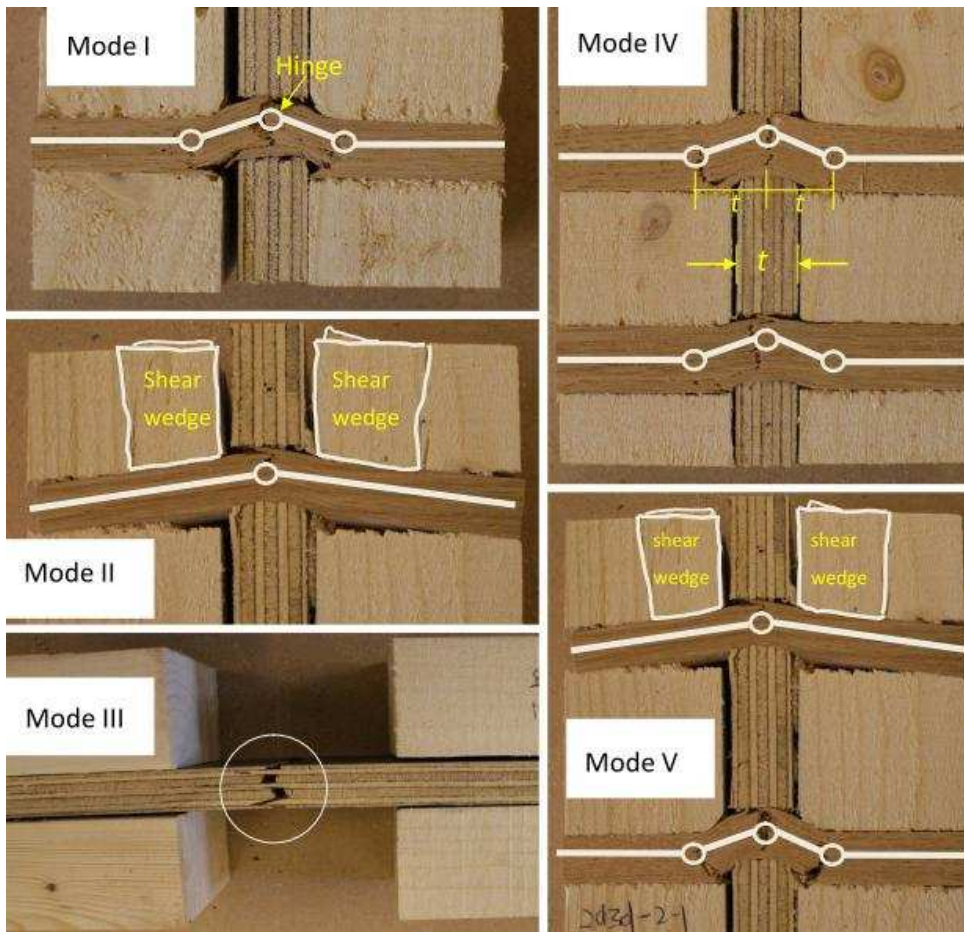 Mode I
Hinge
Mode IV
t t
t
Shear
wedge
Shear
wedge
Mode II
Mode III
shear
wedge
shear
wedge
Mode V
2d3d-2-1